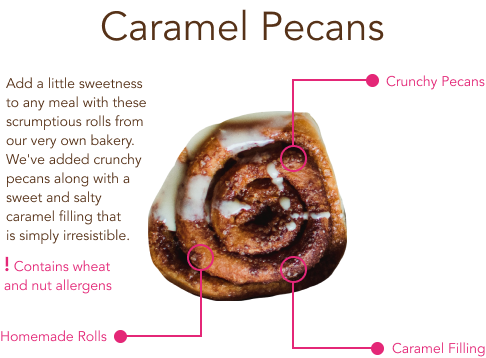 Caramel Pecans
Add a little sweetness
to any meal with these
scrumptious rolls from
our very own bakery.
We've added crunchy
pecans along with a
sweet and salty
caramel filling that
is simply irresistible.
! Contains wheat
and nut allergens
Crunchy Pecans
Homemade Rolls
Caramel Filling